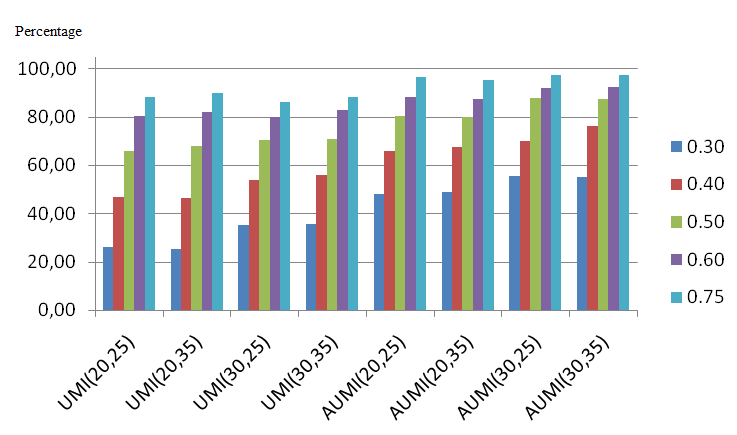 Percentage
100,00
80,00
60,00
40,00
20,00
0,00
UMI(20,25)
UMI(20,35)
UMI(30,25)
UMI(30,35)
AUMI(20,25)
AUMI(20,35)
AUMI(30,25)
AUMI(30,35)
0.30
0.40
0.50
0.60
0.75